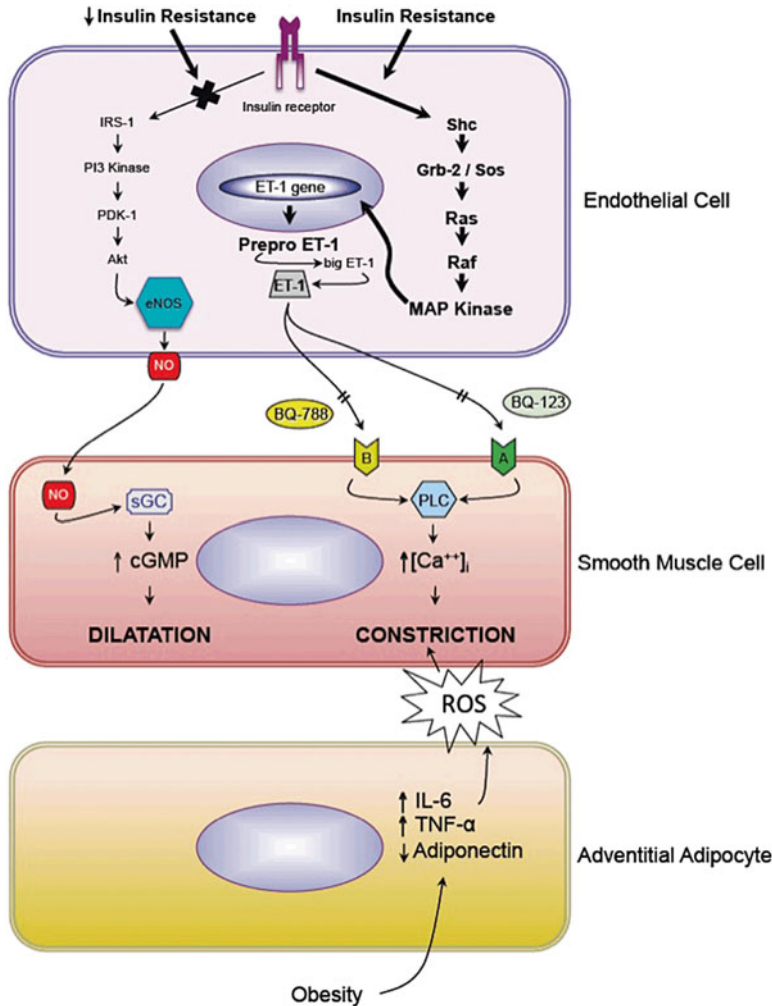 ↓ Insulin Resistance
Insulin Resistance
Insulin receptor
IRS-1
PI3 Kinase
PDK-1
Akt
eNOS
NO
ET-1 gene
Prepro ET-1
big ET-1
ET-1
Shc
Grb-2 / Sos
Ras
Raf
MAP Kinase
Endothelial Cell
BQ-788
BQ-123
B
A
NO
sGC
↑ cGMP
DILATATION
PLC
↑[Ca⁺⁺]ᵢ
CONSTRICTION
Smooth Muscle Cell
ROS
↑ IL-6
↑ TNF-α
↓ Adiponectin
Adventitial Adipocyte
Obesity